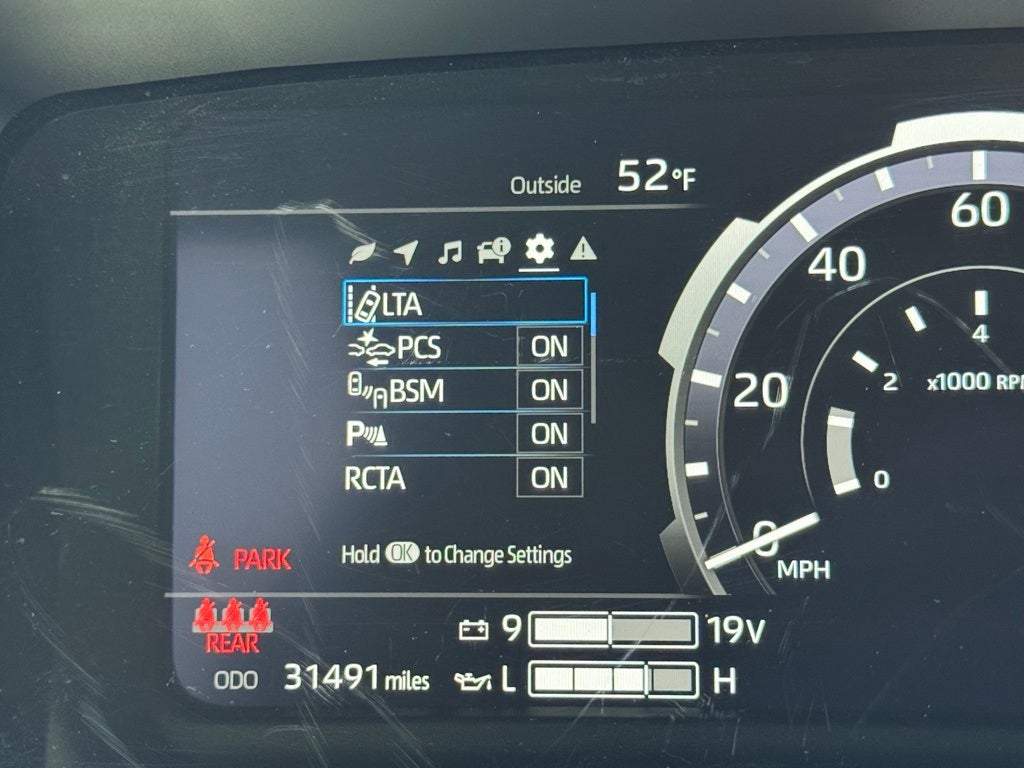 Outside 52°F
60
40
LTA
4
PCS ON
2 x1000 RP
BSM ON
20
P ON
RCTA ON
0
0
Hold OK to Change Settings
PARK
MPH
9 19V
REAR
ODO 31491 miles L H